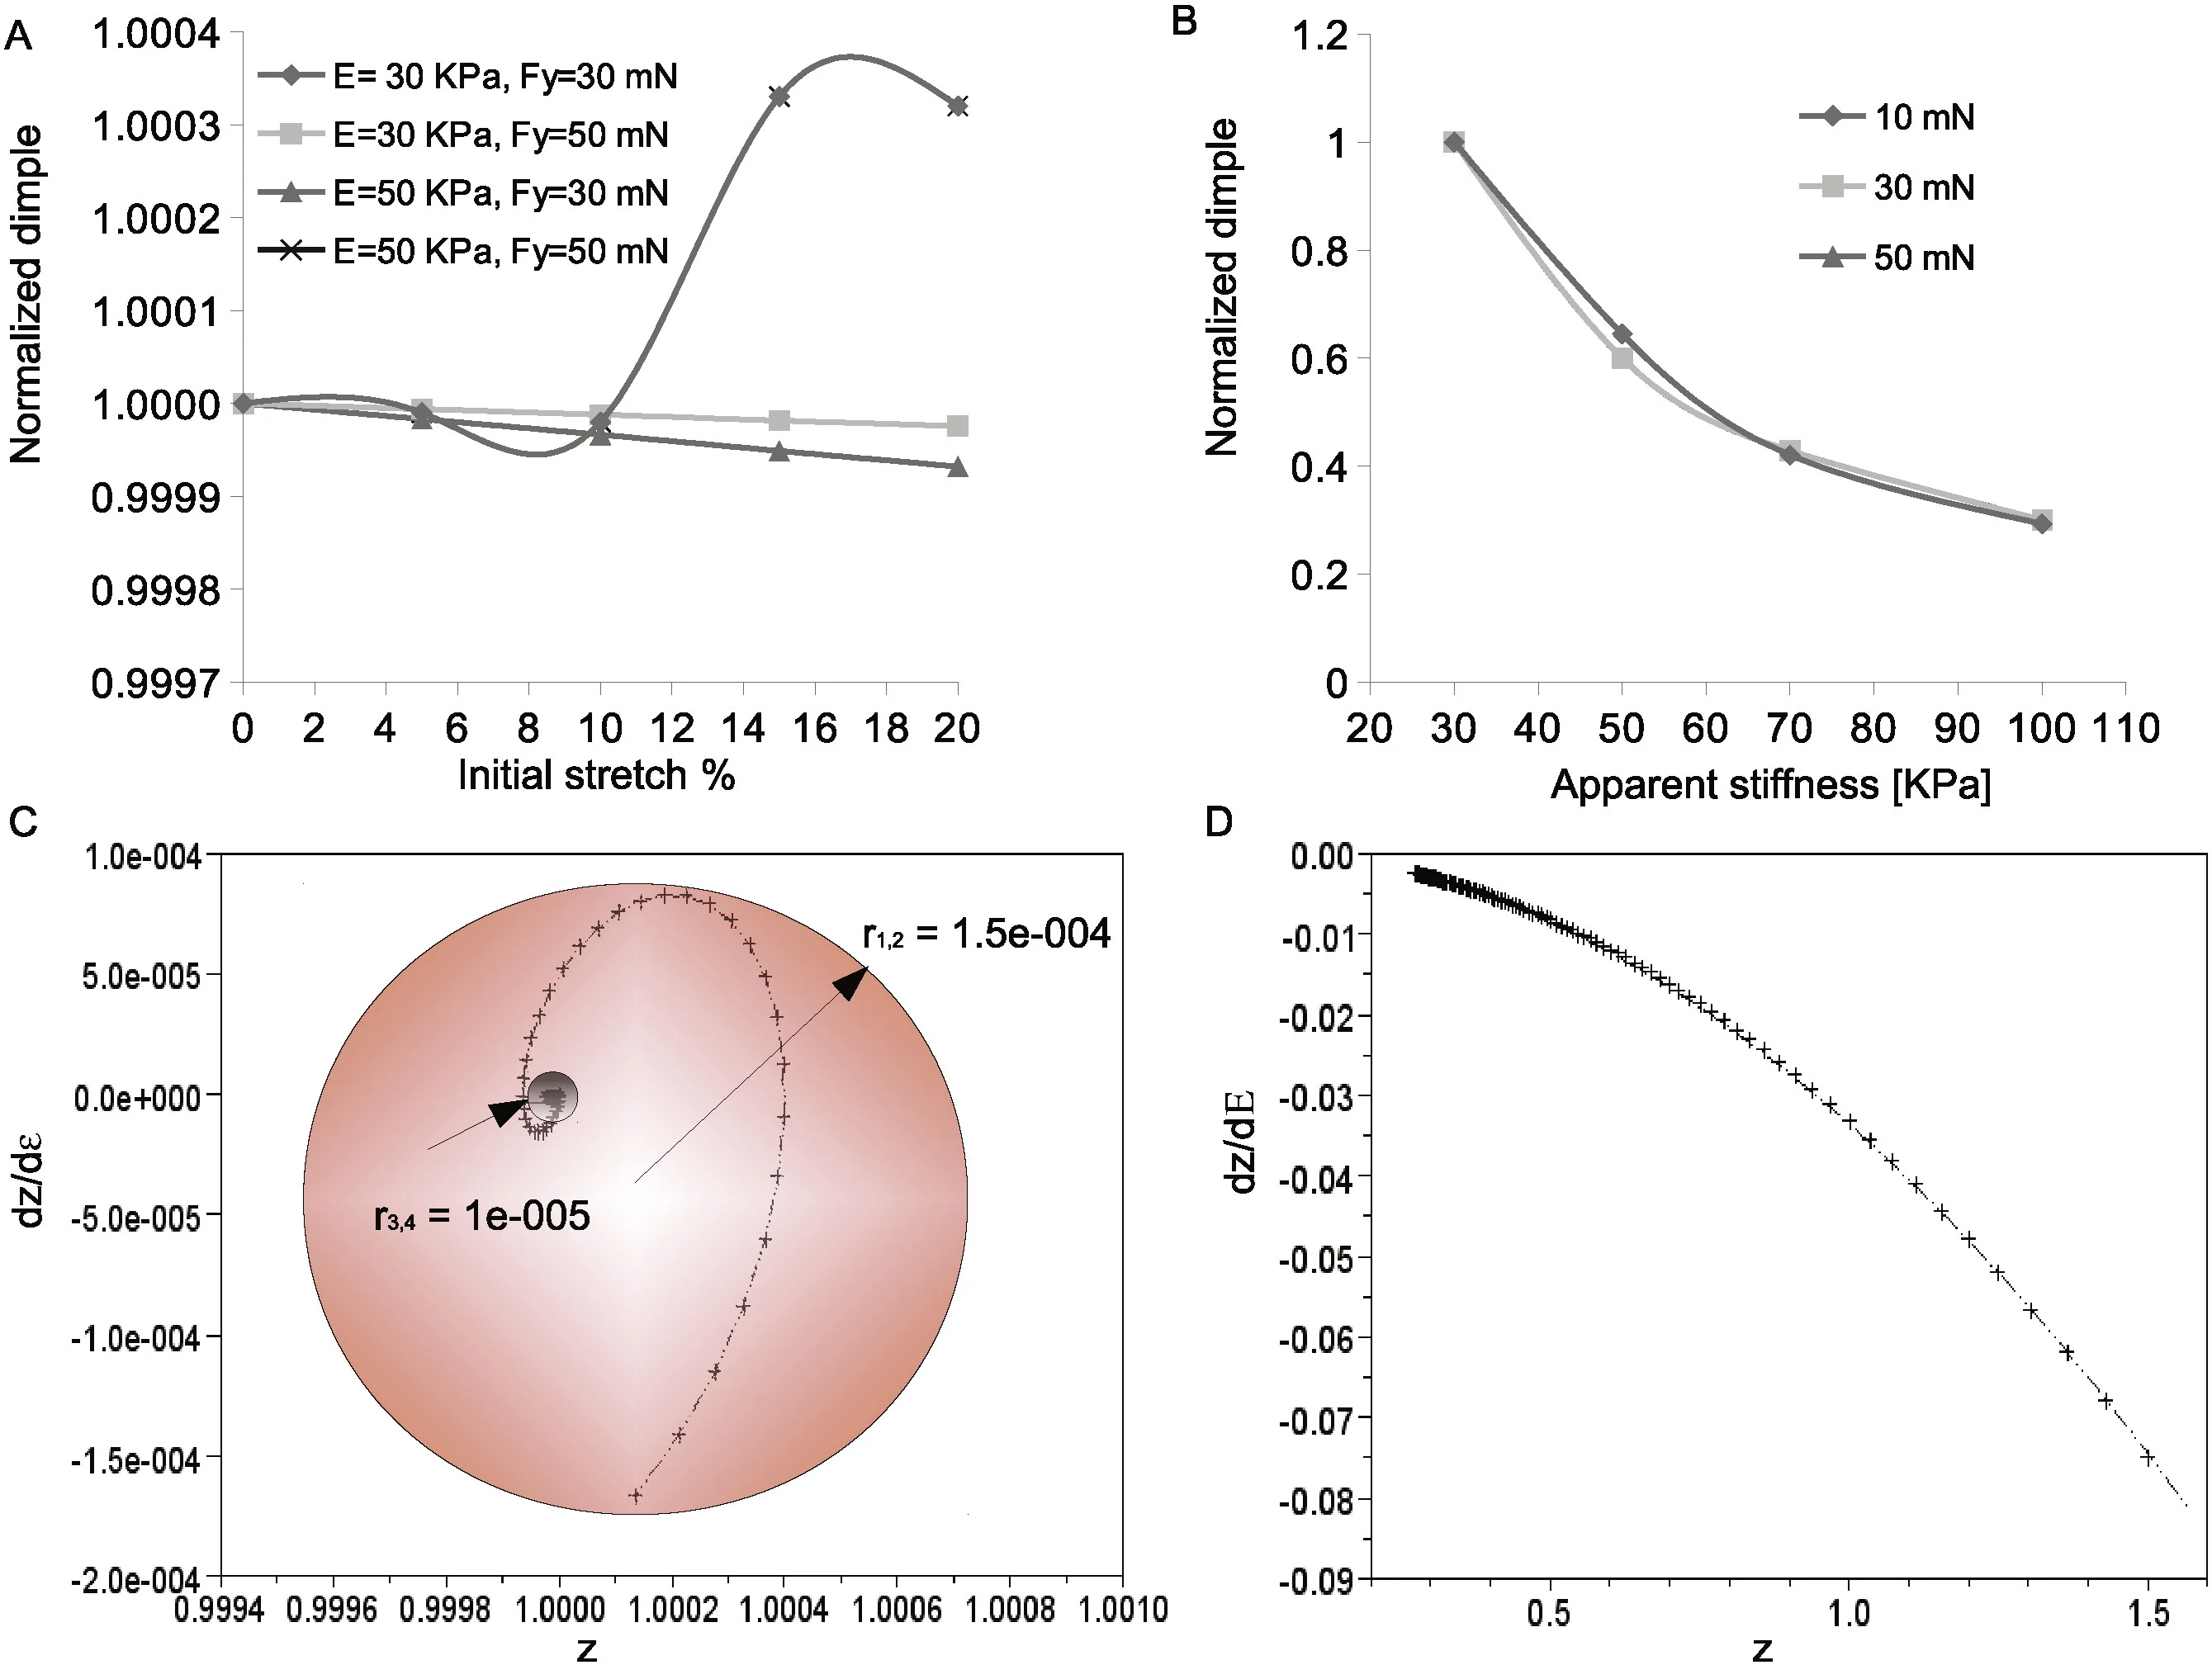 A
1.0004
1.0003
1.0002
1.0001
1.0000
0.9999
0.9998
0.9997
Normalized dimple
E= 30 KPa, Fy=30 mN
E=30 KPa, Fy=50 mN
E=50 KPa, Fy=30 mN
E=50 KPa, Fy=50 mN
0 2 4 6 8 10 12 14 16 18 20
Initial stretch %
B
1.2
1
0.8
0.6
0.4
0.2
0
Normalized dimple
10 mN
30 mN
50 mN
20 30 40 50 60 70 80 90 100 110
Apparent stiffness [KPa]
C
1.0e-004
5.0e-005
0.0e+000
-5.0e-005
-1.0e-004
-1.5e-004
-2.0e-004
dz/dε
r1,2 = 1.5e-004
r3,4 = 1e-005
0.9994 0.9996 0.9998 1.0000 1.0002 1.0004 1.0006 1.0008 1.0010
z
D
0.00
-0.01
-0.02
-0.03
-0.04
-0.05
-0.06
-0.07
-0.08
-0.09
dz/dE
0.5 1.0 1.5
z